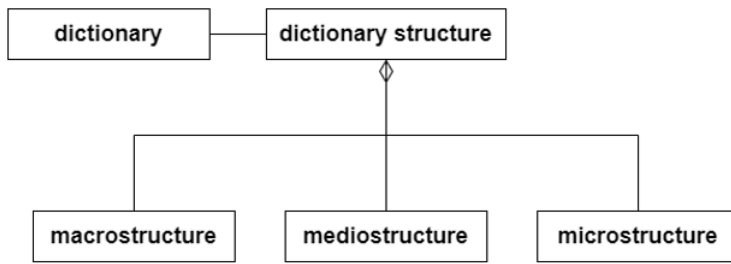 dictionary
dictionary structure
macrostructure
mediostructure
microstructure